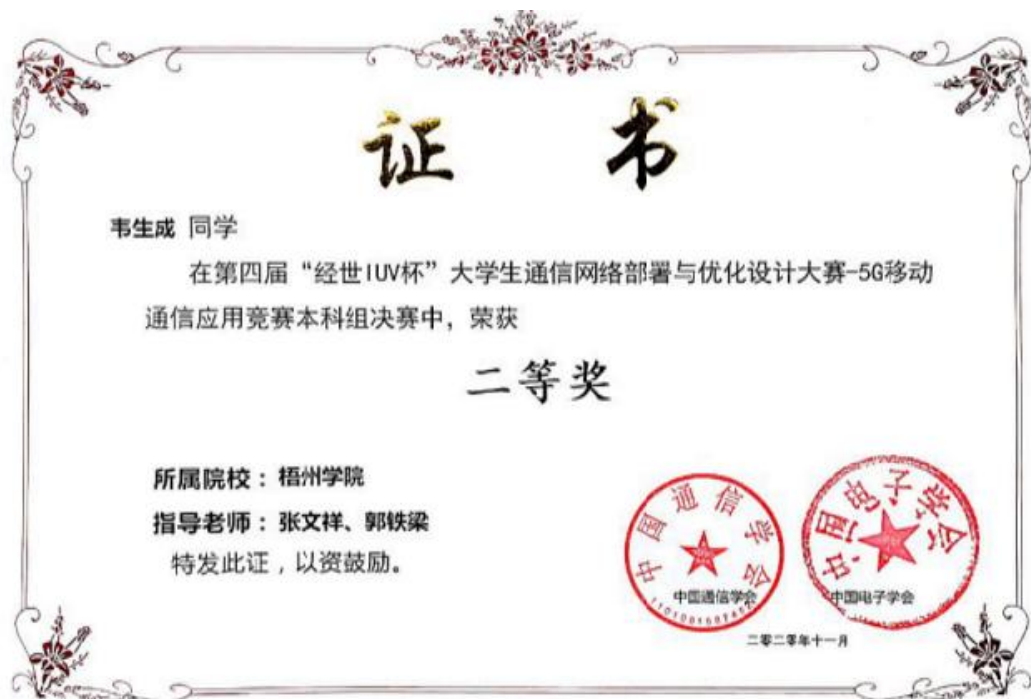 证 书
韦生成 同学
在第四届“经世IUV杯”大学生通信网络部署与优化设计大赛-5G移动
通信应用竞赛本科组决赛中，荣获
二等奖
所属院校：梧州学院
指导老师：张文祥、郭铁梁
特发此证，以资鼓励。
中国通信学会
中国电子学会
中国通信学会
中国电子学会
二零二零年十一月